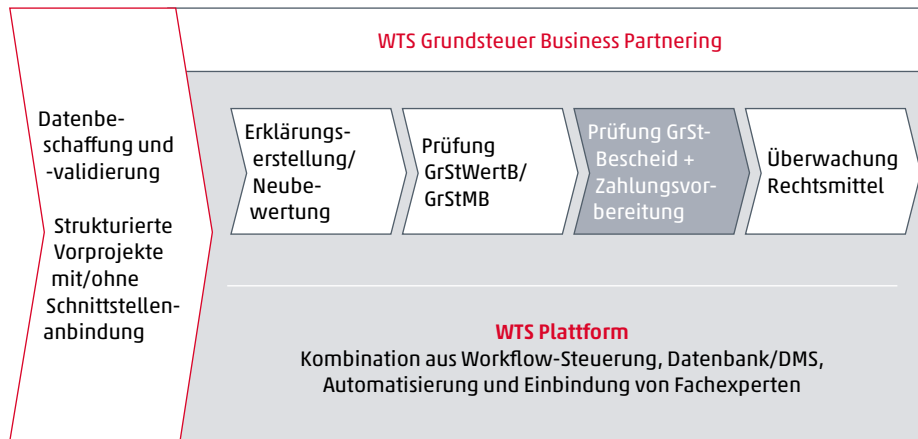 WTS Grundsteuer Business Partnering
Datenbe-
schaffung und
-validierung
Strukturierte
Vorprojekte
mit/ohne
Schnittstellen-
anbindung
Erklärungs-
erstellung/
Neube-
wertung
Prüfung
GrStWertB/
GrStMB
Prüfung GrSt-
Bescheid +
Zahlungsvor-
bereitung
Überwachung
Rechtsmittel
WTS Plattform
Kombination aus Workflow-Steuerung, Datenbank/DMS,
Automatisierung und Einbindung von Fachexperten